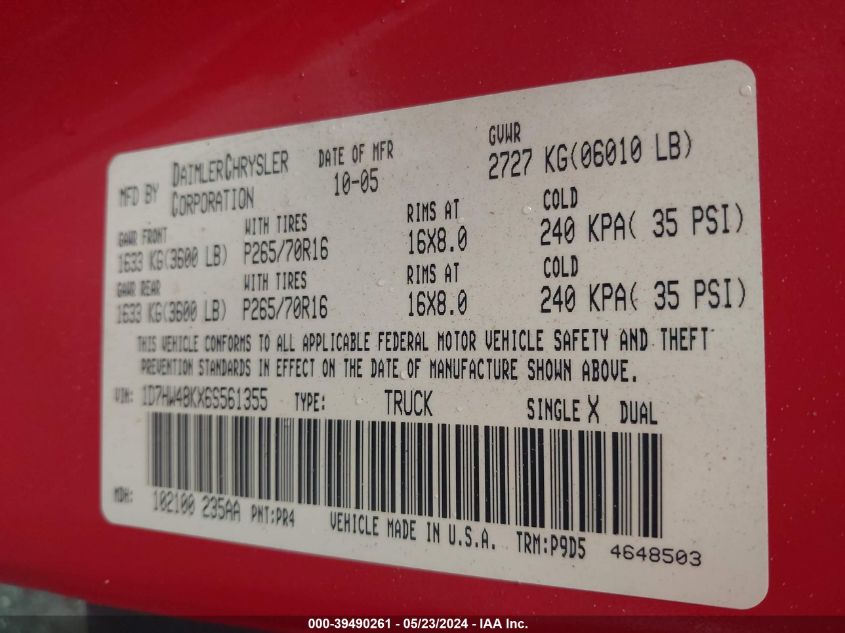 MFD BY DAIMLERCHRYSLER CORPORATION
DATE OF MFR
10-05
GVWR
2727 KG(06010 LB)
GAWR FRONT WITH TIRES RIMS AT COLD
1633 KG(3600 LB) P265/70R16 16X8.0 240 KPA( 35 PSI)
GAWR REAR WITH TIRES RIMS AT COLD
1633 KG(3600 LB) P265/70R16 16X8.0 240 KPA( 35 PSI)
THIS VEHICLE CONFORMS TO ALL APPLICABLE FEDERAL MOTOR VEHICLE SAFETY AND THEFT
PREVENTION STANDARDS IN EFFECT ON THE DATE OF MANUFACTURE SHOWN ABOVE.
VIN: 1D7HW48KX6S561355 TYPE: TRUCK SINGLE X DUAL
MDH: 102100 235AA PNT:PR4 VEHICLE MADE IN U.S.A. TRM:P9D5 4648503
000-39490261 - 05/23/2024 - IAA Inc.